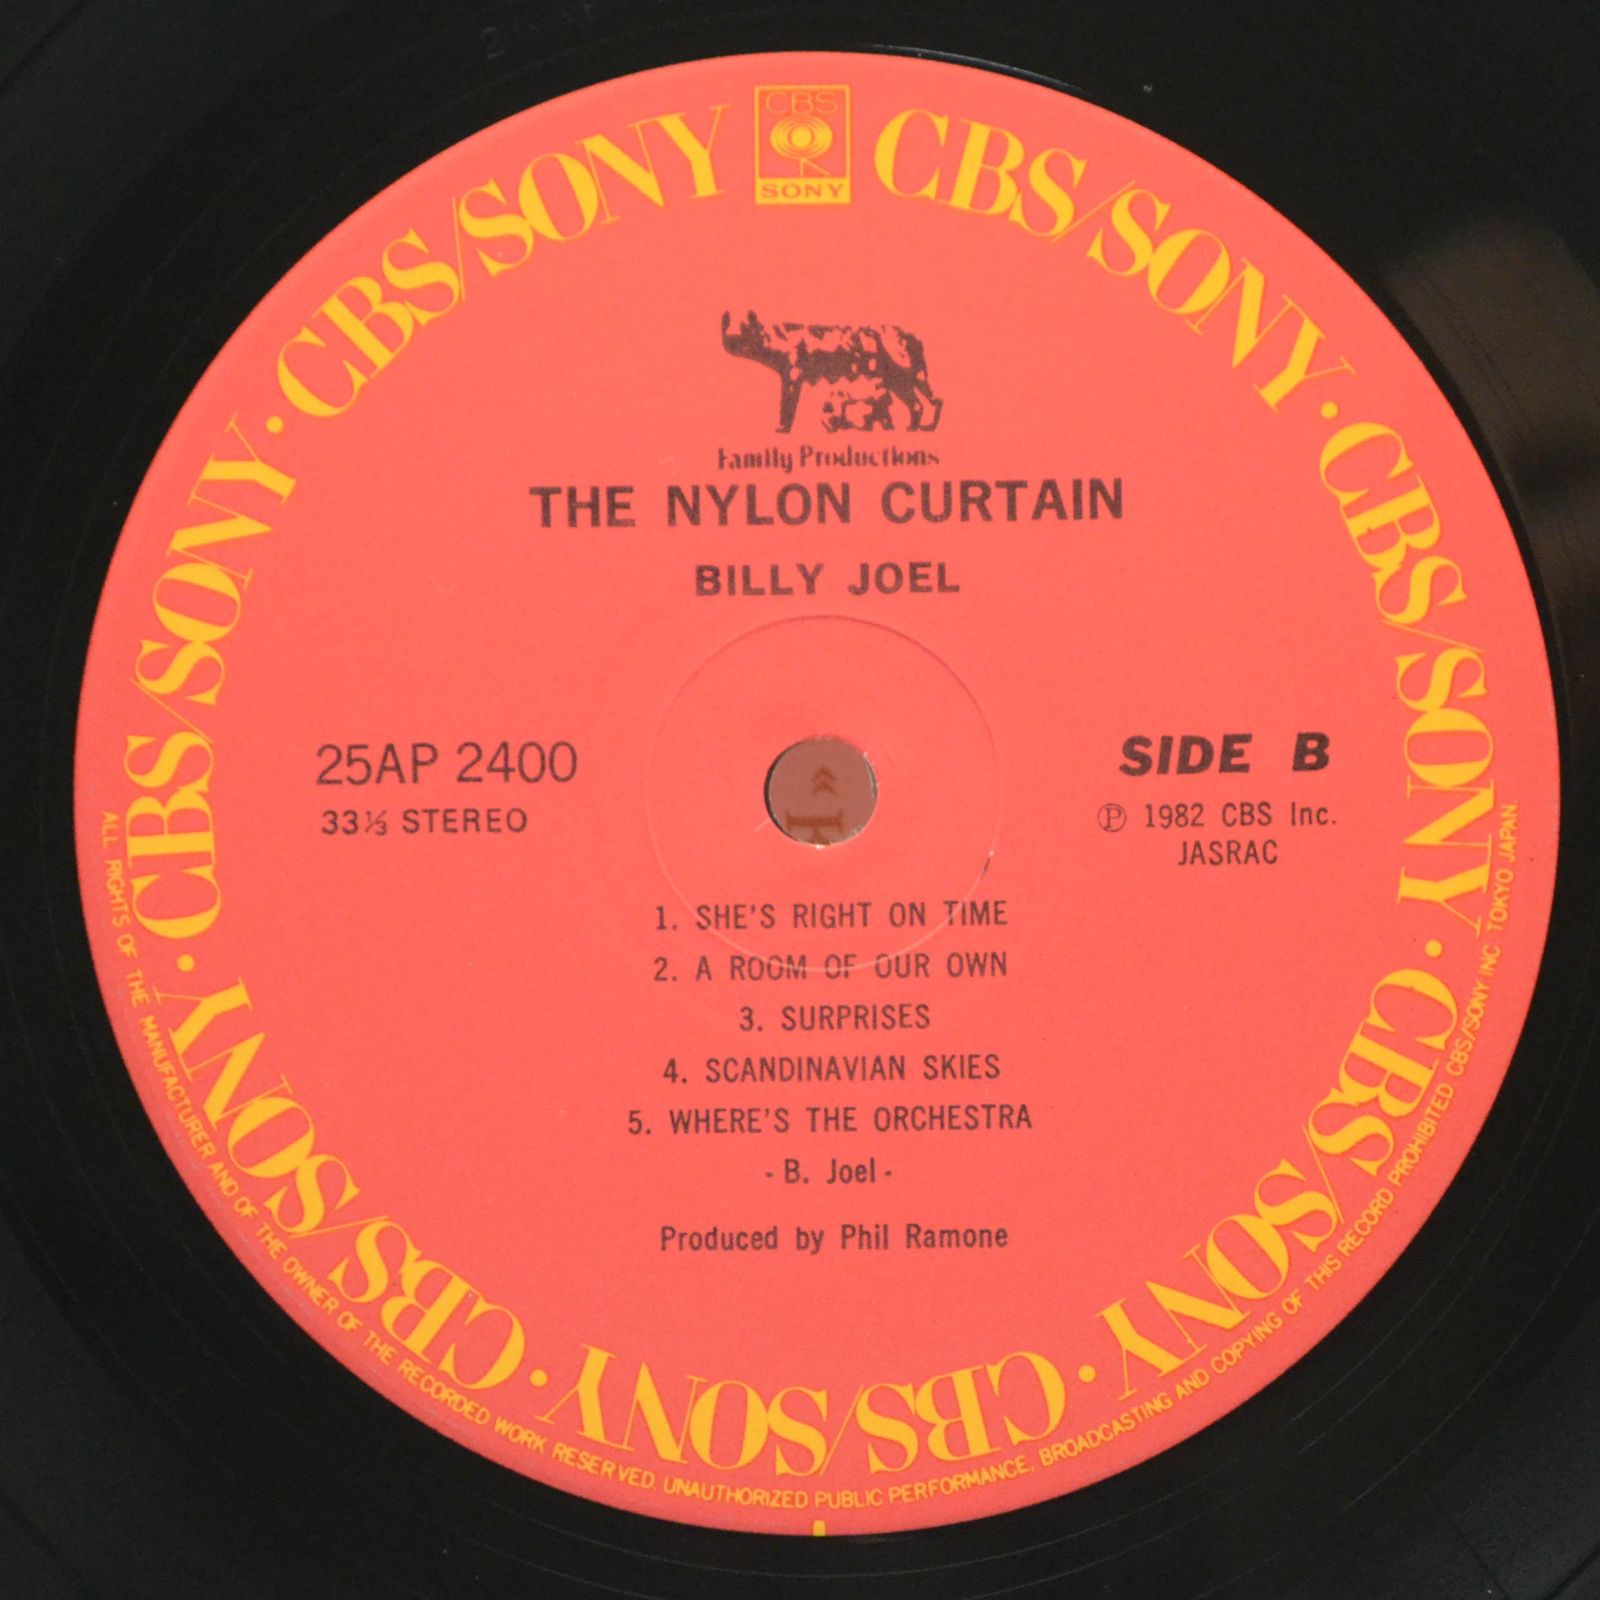 CBS
SONY
CBS/SONY · CBS/SONY · CBS/SONY · CBS/SONY · CBS/SONY · CBS/SONY · CBS/SONY
Family Productions
THE NYLON CURTAIN
BILLY JOEL
25AP 2400
33⅓ STEREO
SIDE B
Ⓟ 1982 CBS Inc.
JASRAC
1. SHE'S RIGHT ON TIME
2. A ROOM OF OUR OWN
3. SURPRISES
4. SCANDINAVIAN SKIES
5. WHERE'S THE ORCHESTRA
- B. Joel -
Produced by Phil Ramone
ALL RIGHTS OF THE MANUFACTURER AND OF THE OWNER OF THE RECORDED WORK RESERVED. UNAUTHORIZED PUBLIC PERFORMANCE, BROADCASTING AND COPYING OF THIS RECORD PROHIBITED CBS/SONY INC. TOKYO JAPAN